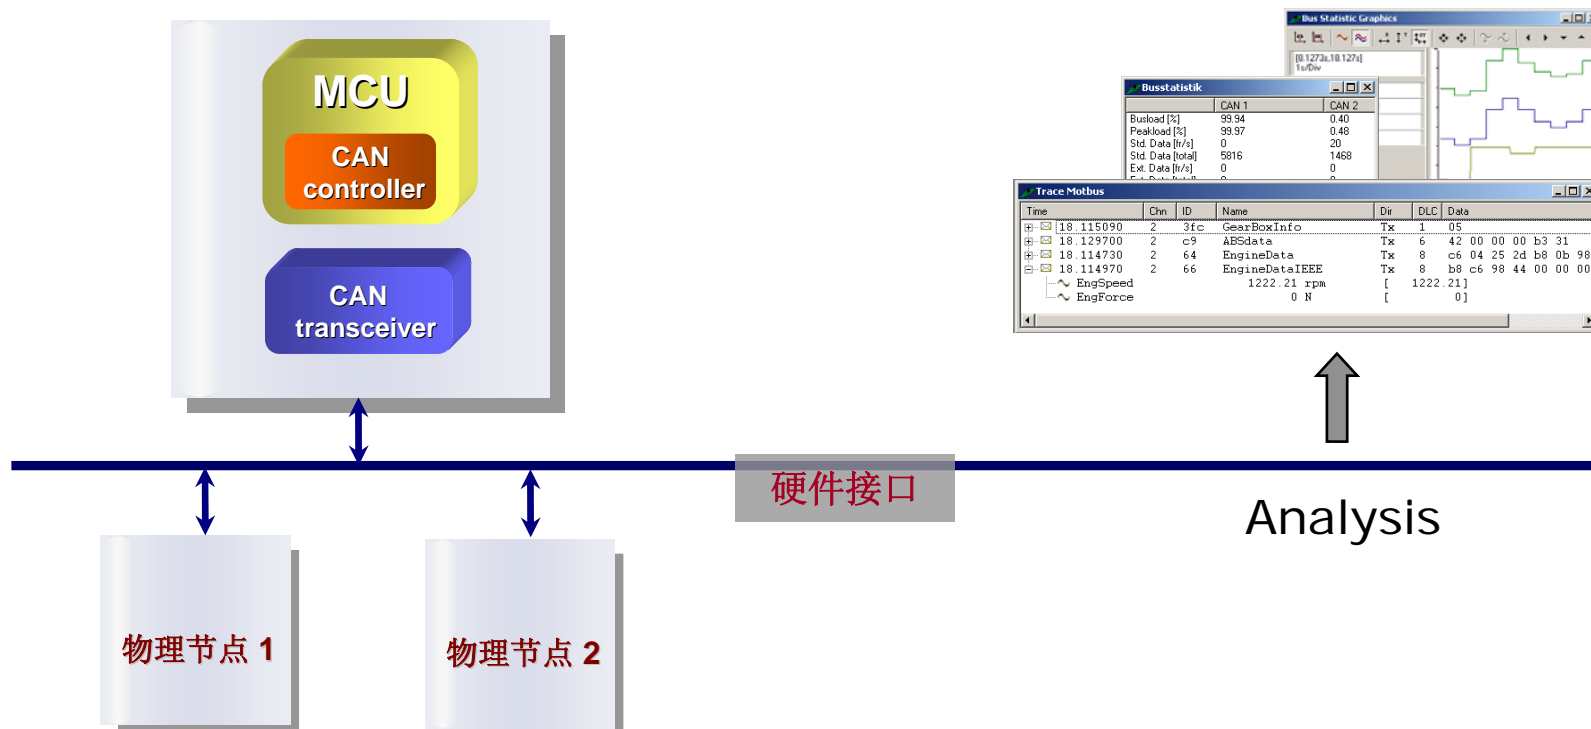 MCU
CAN
controller
CAN
transceiver
硬件接口
物理节点 1
物理节点 2
Bus Statistic Graphics
[8.1273s,18.127s]
1s/Div
Busstatistik
CAN 1 CAN 2
Busload [%] 99.94 0.40
Peakload [%] 99.97 0.48
Std. Data [fr/s] 0 20
Std. Data [total] 5816 1468
Ext. Data [fr/s] 0 0
Trace Motbus
Time Chn ID Name Dir DLC Data
18.115090 2 3fc GearBoxInfo Tx 1 05
18.129700 2 c9 ABSdata Tx 6 42 00 00 00 b3 31
18.114730 2 64 EngineData Tx 8 c6 04 25 2d b8 0b 98
18.114970 2 66 EngineDataIEEE Tx 8 b8 c6 98 44 00 00 00
EngSpeed 1222.21 rpm [ 1222.21]
EngForce 0 N [ 0]
Analysis